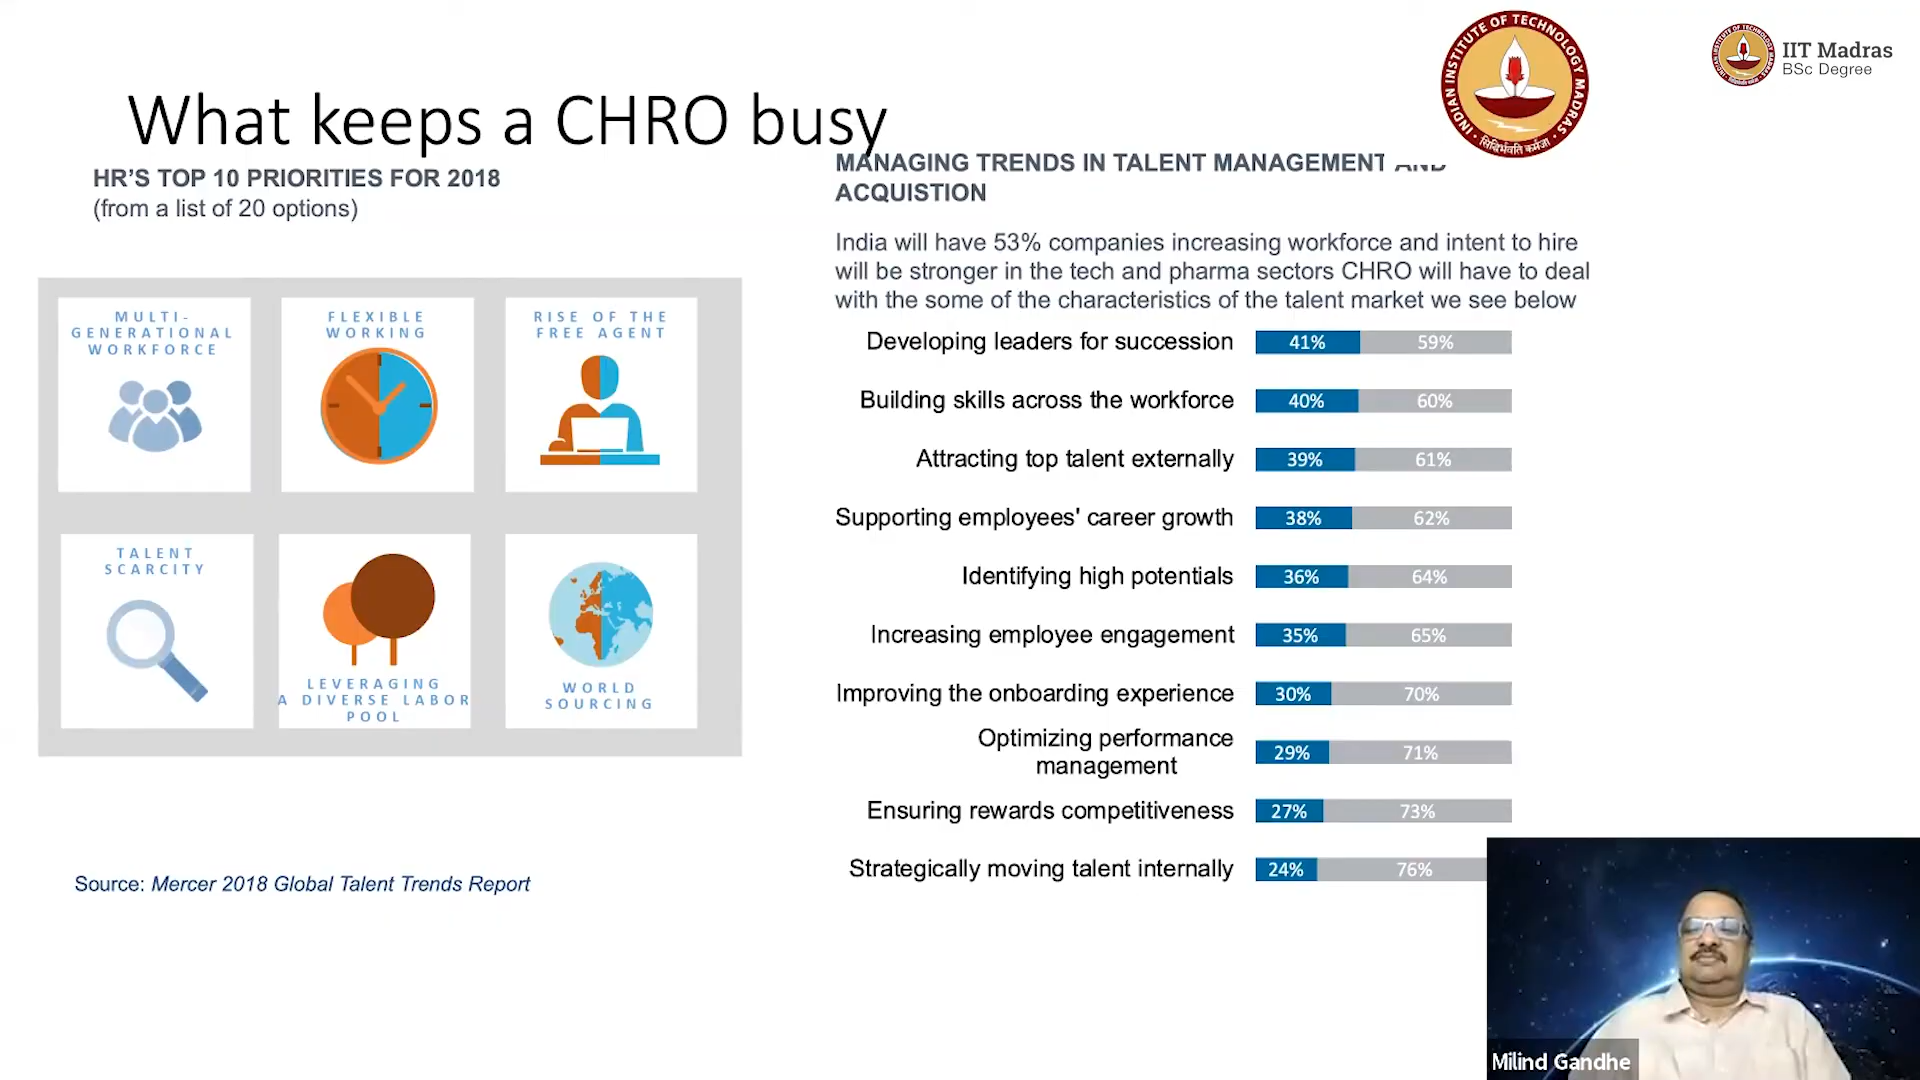 What keeps a CHRO busy
HR'S TOP 10 PRIORITIES FOR 2018
(from a list of 20 options)
MULTI-
GENERATIONAL
WORKFORCE
FLEXIBLE
WORKING
RISE OF THE
FREE AGENT
TALENT
SCARCITY
LEVERAGING
A DIVERSE LABOR
POOL
WORLD
SOURCING
Source: Mercer 2018 Global Talent Trends Report
MANAGING TRENDS IN TALENT MANAGEMENT AND
ACQUISTION
India will have 53% companies increasing workforce and intent to hire
will be stronger in the tech and pharma sectors CHRO will have to deal
with the some of the characteristics of the talent market we see below
Developing leaders for succession 41% 59%
Building skills across the workforce 40% 60%
Attracting top talent externally 39% 61%
Supporting employees' career growth 38% 62%
Identifying high potentials 36% 64%
Increasing employee engagement 35% 65%
Improving the onboarding experience 30% 70%
Optimizing performance
management 29% 71%
Ensuring rewards competitiveness 27% 73%
Strategically moving talent internally 24% 76%
INDIAN INSTITUTE OF TECHNOLOGY MADRAS
सिद्धिर्भवति कर्मजा
IIT Madras
BSc Degree
Milind Gandhe